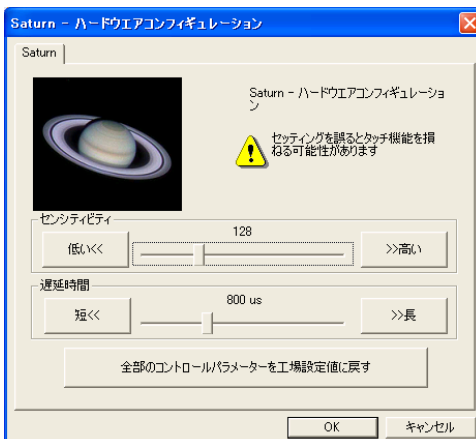 Saturn - ハードウエアコンフィギュレーション
Saturn
Saturn - ハードウエアコンフィギュレーショ
ン
セッティングを誤るとタッチ機能を損
ねる可能性があります
センシティビティ
128
低い<<
>>高い
遅延時間
800 us
短<<
>>長
全部のコントロールパラメーターを工場設定値に戻す
OK
キャンセル